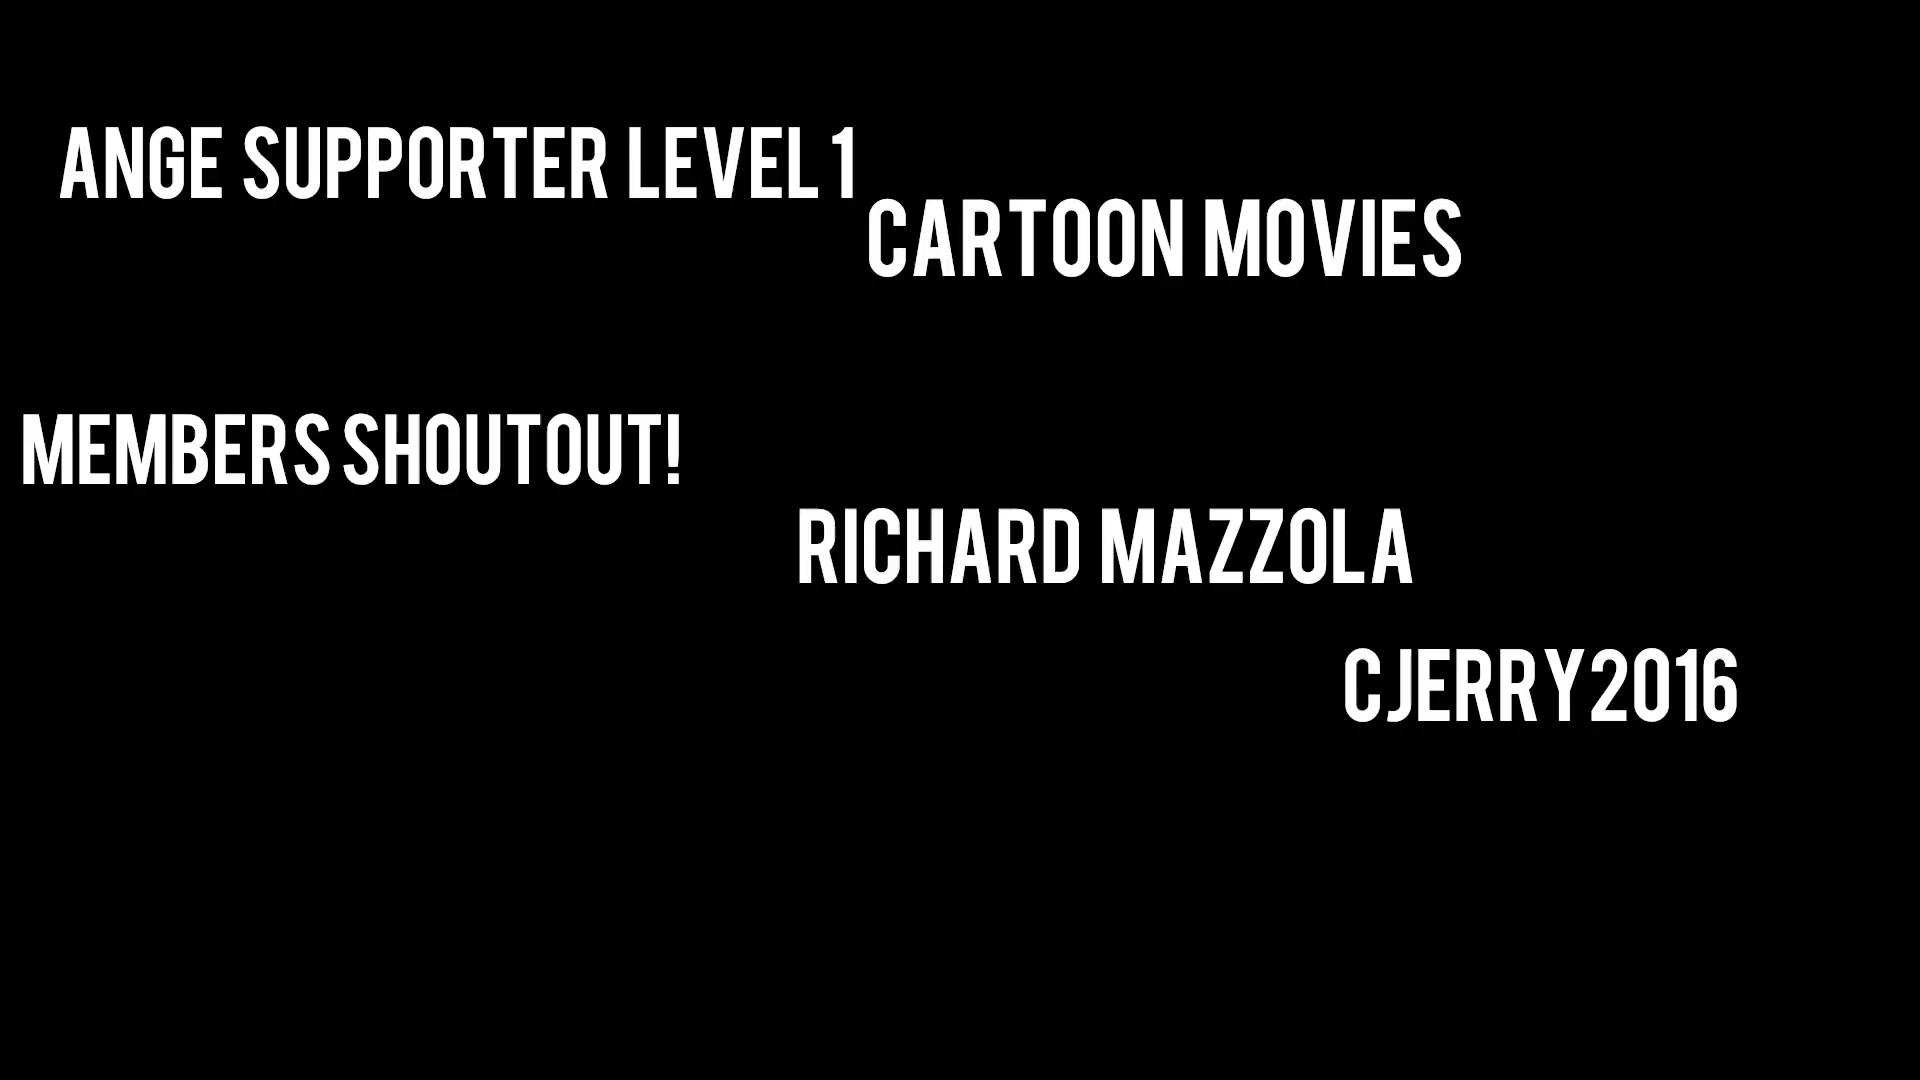 ANGE SUPPORTER LEVEL 1
CARTOON MOVIES
MEMBERS SHOUTOUT!
RICHARD MAZZOLA
CJERRY2016